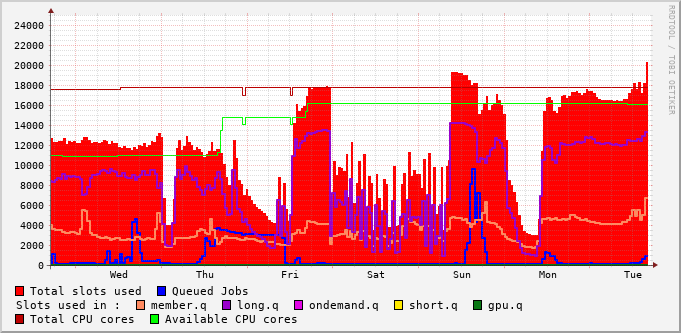 RRDTOOL / TOBI OETIKER
24000
22000
20000
18000
16000
14000
12000
10000
8000
6000
4000
2000
0
Wed Thu Fri Sat Sun Mon Tue
Total slots used Queued Jobs
Slots used in : member.q long.q ondemand.q short.q gpu.q
Total CPU cores Available CPU cores